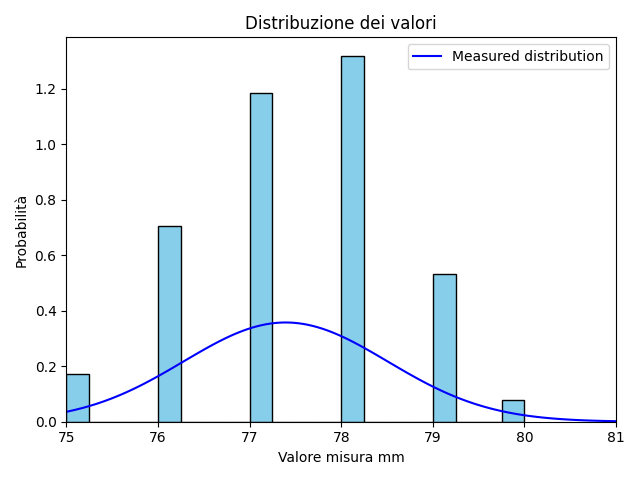 Distribuzione dei valori
Measured distribution
Probabilità
1.2
1.0
0.8
0.6
0.4
0.2
0.0
75 76 77 78 79 80 81
Valore misura mm